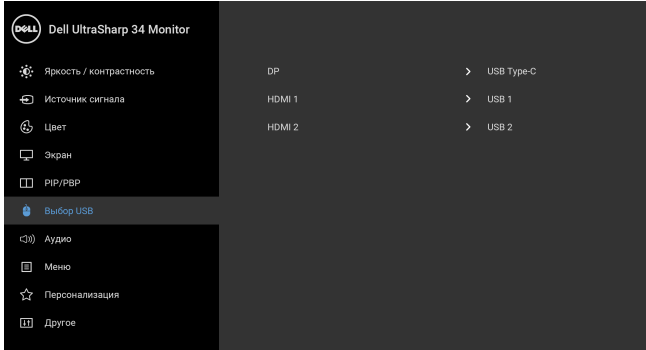 DELL Dell UltraSharp 34 Monitor
Яркость / контрастность DP USB Type-C
Источник сигнала HDMI 1 USB 1
Цвет HDMI 2 USB 2
Экран
PIP/PBP
Выбор USB
Аудио
Меню
Персонализация
Другое